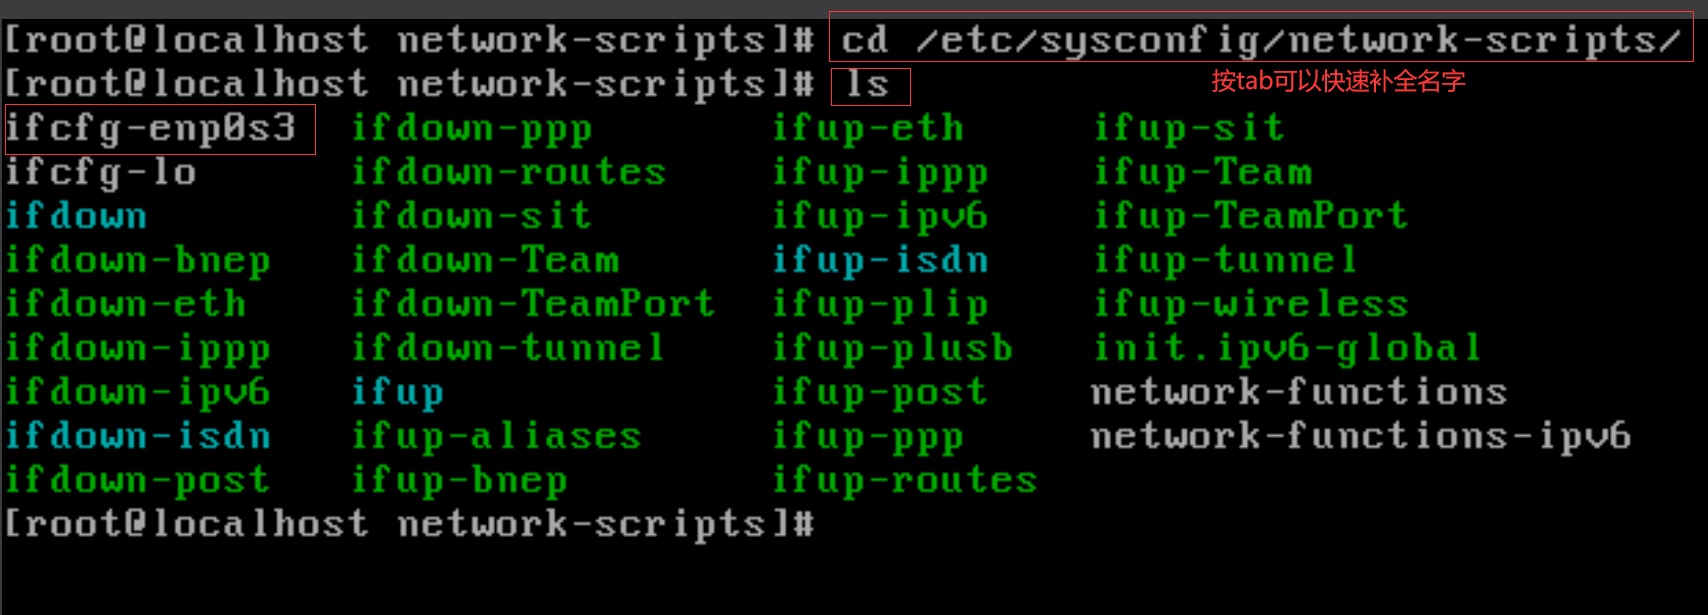 [root@localhost network-scripts]# cd /etc/sysconfig/network-scripts/
[root@localhost network-scripts]# ls
按tab可以快速补全名字
ifcfg-enp0s3 ifdown-ppp ifup-eth ifup-sit
ifcfg-lo ifdown-routes ifup-ippp ifup-Team
ifdown ifdown-sit ifup-ipv6 ifup-TeamPort
ifdown-bnep ifdown-Team ifup-isdn ifup-tunnel
ifdown-eth ifdown-TeamPort ifup-plip ifup-wireless
ifdown-ippp ifdown-tunnel ifup-plusb init.ipv6-global
ifdown-ipv6 ifup ifup-post network-functions
ifdown-isdn ifup-aliases ifup-ppp network-functions-ipv6
ifdown-post ifup-bnep ifup-routes
[root@localhost network-scripts]#